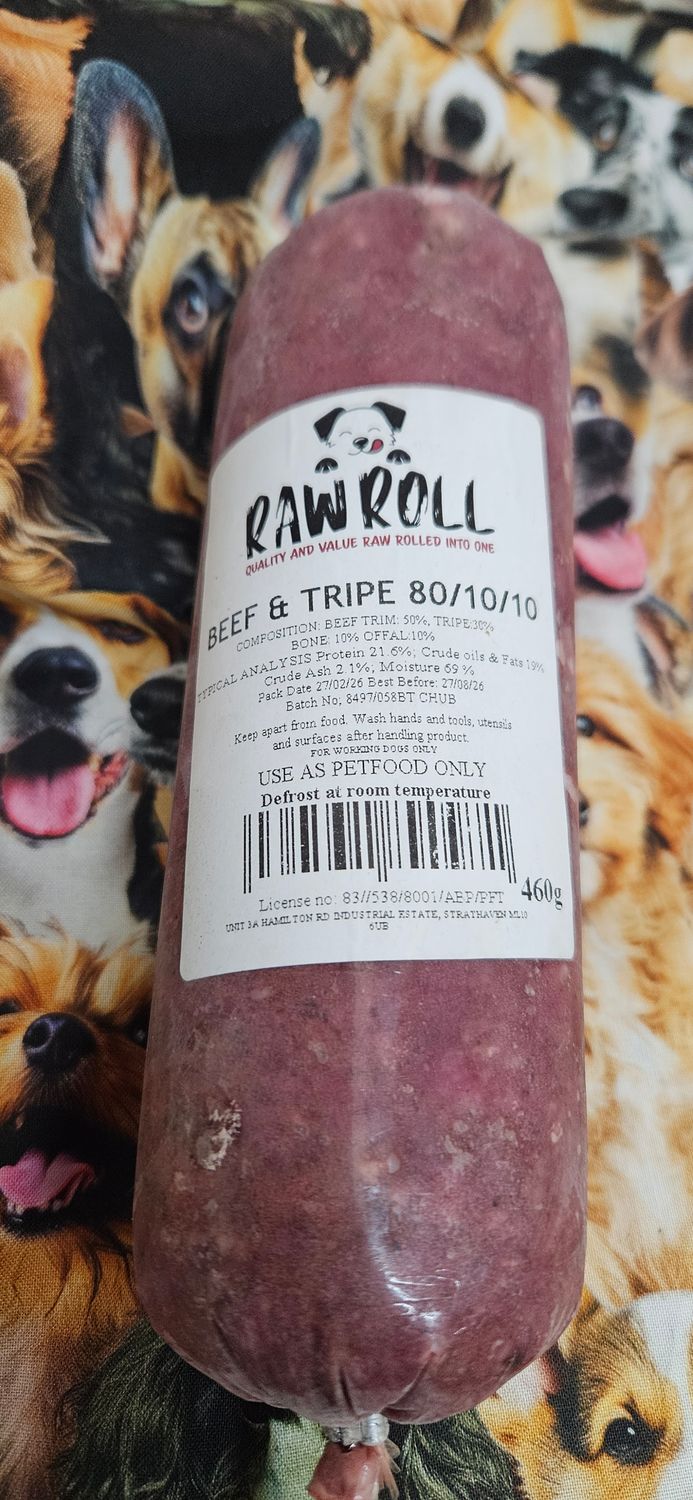 RAW ROLL
QUALITY AND VALUE RAW ROLLED INTO ONE
BEEF & TRIPE 80/10/10
COMPOSITION: BEEF TRIM: 50%, TRIPE:30%
BONE: 10% OFFAL:10%
TYPICAL ANALYSIS Protein 21.6%; Crude oils & Fats 19%
Crude Ash 2 1%; Moisture 69 %
Pack Date 27/02/26 Best Before: 27/08/26
Batch No; 8497/058BT CHUB
Keep apart from food. Wash hands and tools, utensils
and surfaces after handling product.
FOR WORKING DOGS ONLY
USE AS PETFOOD ONLY
Defrost at room temperature
460g
License no: 83//538/8001/ABP/PFT
UNIT 3A HAMILTON RD INDUSTRIAL ESTATE, STRATHAVEN ML10
6UB